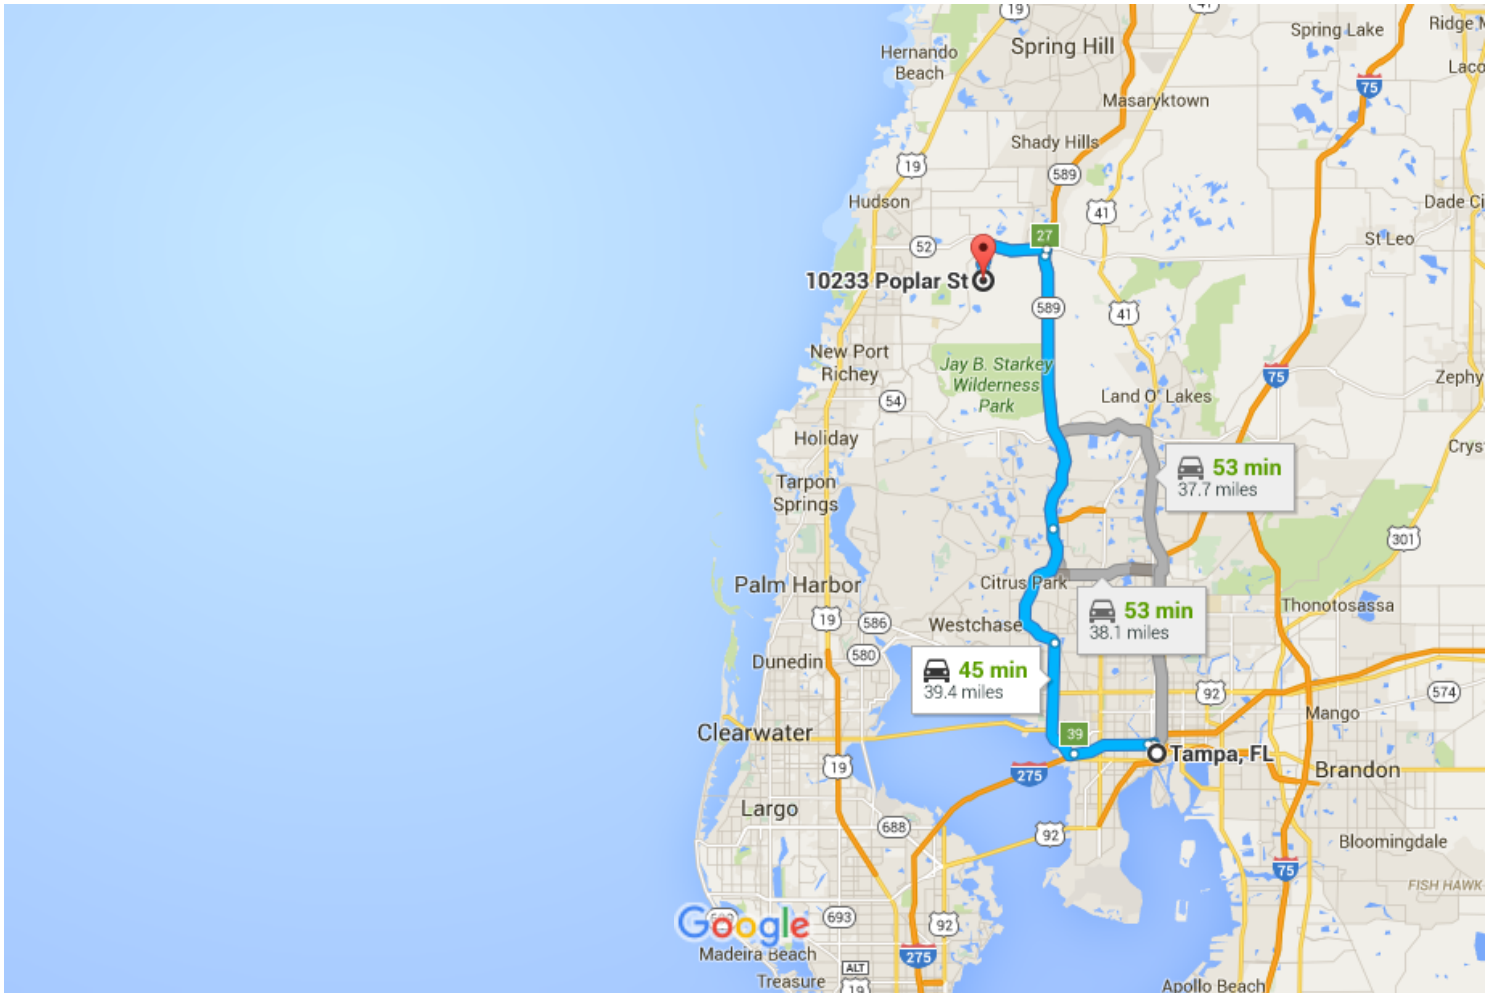 19
41
Spring Hill
Spring Lake
Ridge M
Hernando
Beach
Laco
75
Masaryktown
Shady Hills
19
589
Hudson
41
Dade Ci
27
52
St Leo
10233 Poplar St
589
41
New Port
Richey
Jay B. Starkey
Wilderness
Park
75
Zephy
54
Land O' Lakes
Holiday
Crys
53 min
37.7 miles
Tarpon
Springs
301
Citrus Park
Palm Harbor
53 min
38.1 miles
Thonotosassa
19
586
Westchase
580
Dunedin
45 min
39.4 miles
92
574
Mango
Clearwater
39
Tampa, FL
19
275
Brandon
Largo
688
92
Bloomingdale
75
FISH HAWK
693
92
Google
Madeira Beach
275
ALT
19
Treasure
Apollo Beach